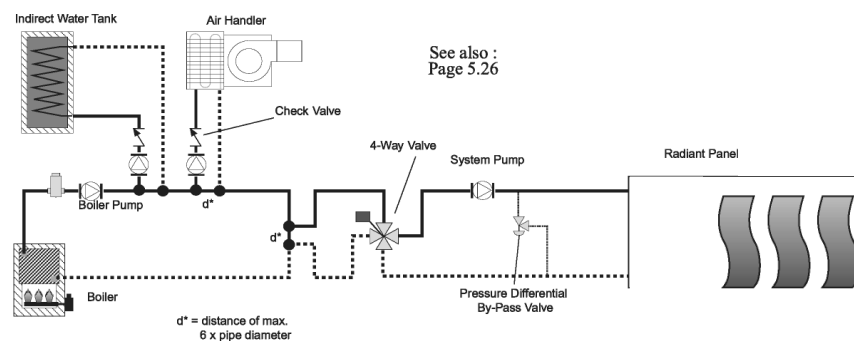 Indirect Water Tank
Air Handler
See also :
Page 5.26
Check Valve
4-Way Valve
System Pump
Radiant Panel
Boiler Pump
d*
d*
Boiler
Pressure Differential
By-Pass Valve
d* = distance of max.
6 x pipe diameter